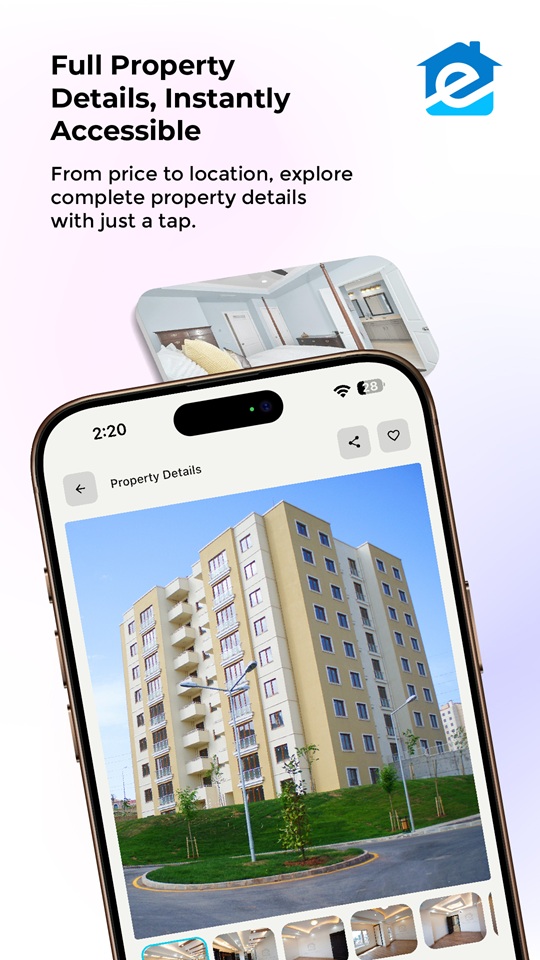 Full Property
Details, Instantly
Accessible
e
From price to location, explore
complete property details
with just a tap.
2:20
28
Property Details